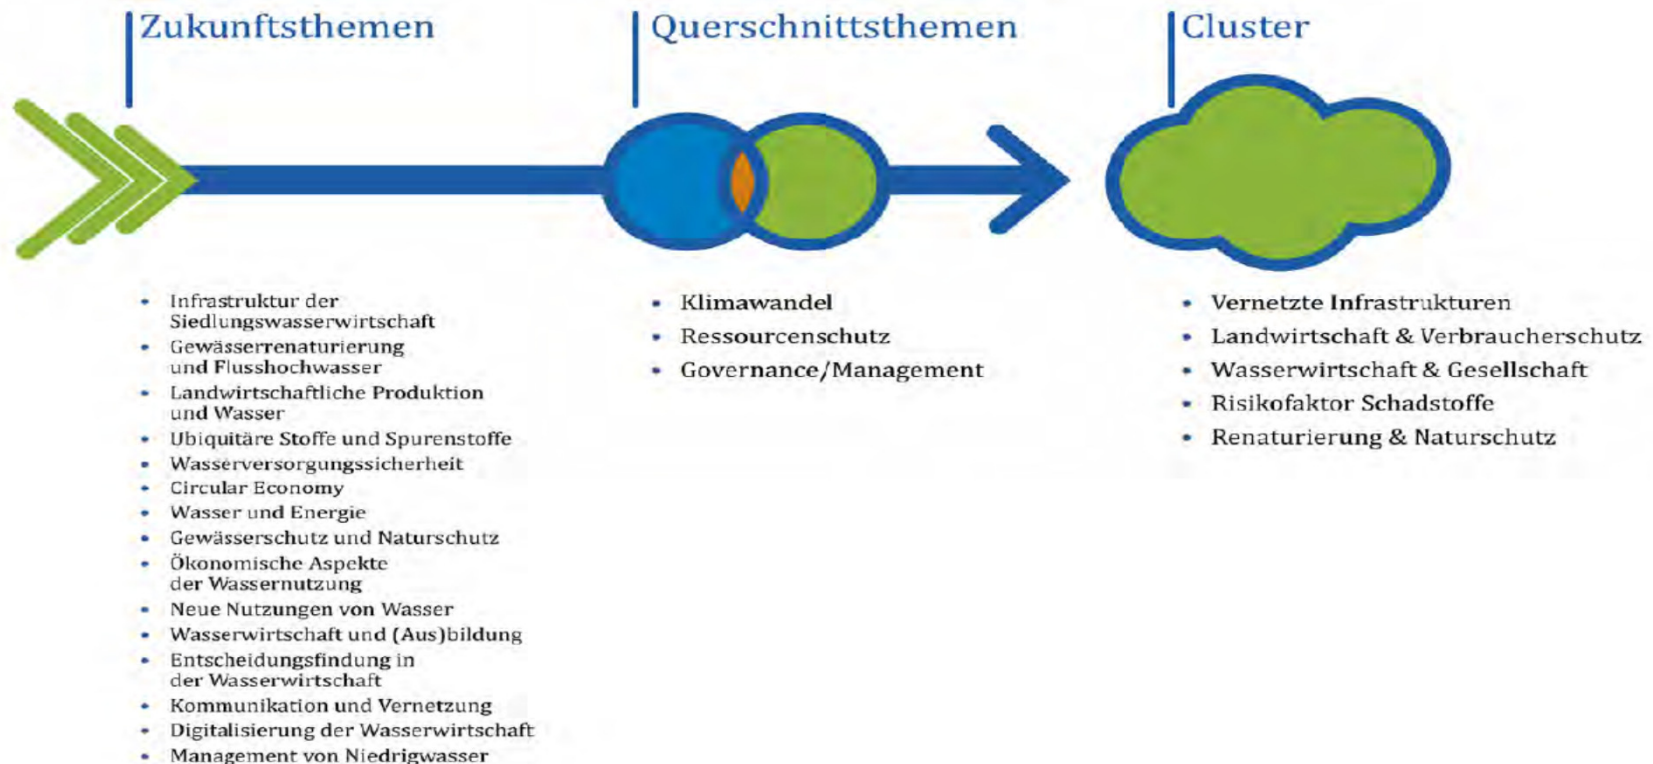 Zukunftsthemen
Infrastruktur der
Siedlungswasserwirtschaft
Gewässerrenaturierung
und Flusshochwasser
Landwirtschaftliche Produktion
und Wasser
Ubiquitäre Stoffe und Spurenstoffe
Wasserversorgungssicherheit
Circular Economy
Wasser und Energie
Gewässerschutz und Naturschutz
Ökonomische Aspekte
der Wassernutzung
Neue Nutzungen von Wasser
Wasserwirtschaft und (Aus)bildung
Entscheidungsfindung in
der Wasserwirtschaft
Kommunikation und Vernetzung
Digitalisierung der Wasserwirtschaft
Management von Niedrigwasser
Querschnittsthemen
Klimawandel
Ressourcenschutz
Governance/Management
Cluster
Vernetzte Infrastrukturen
Landwirtschaft & Verbraucherschutz
Wasserwirtschaft & Gesellschaft
Risikofaktor Schadstoffe
Renaturierung & Naturschutz